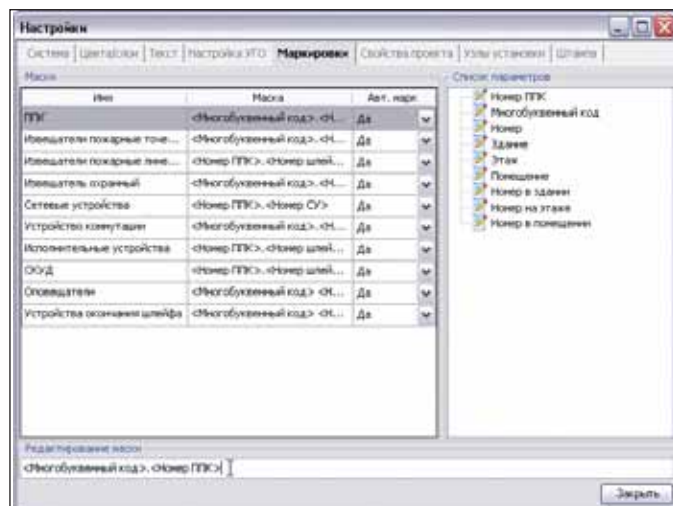 Настройки
Система | Цвета/слои | Текст | Настройка УГО | Маркировки | Свойства проекта | Узлы установки | Штампы
Маски
Имя Маска Авт. марк
ППК <Многобуквенный код>.<Н... Да
Извещатели пожарные точе... <Многобуквенный код>.<Н... Да
Извещатели пожарные лине... <Номер ППК>.<Номер шлей... Да
Извещатель охранный <Многобуквенный код>.<Н... Да
Сетевые устройства <Номер ППК>.<Номер СУ> Да
Устройство коммутации <Многобуквенный код>.<Н... Да
Исполнительные устройства <Номер ППК>.<Номер шлей... Да
СКУД <Номер ППК>.<Номер шлей... Да
Оповещатели <Многобуквенный код>.<Н... Да
Устройства окончания шлейфа <Многобуквенный код>.<Н... Да
Список параметров
Номер ППК
Многобуквенный код
Номер
Здание
Этаж
Помещение
Номер в здании
Номер на этаже
Номер в помещении
Редактирование маски
<Многобуквенный код>.<Номер ППК>
Закрыть